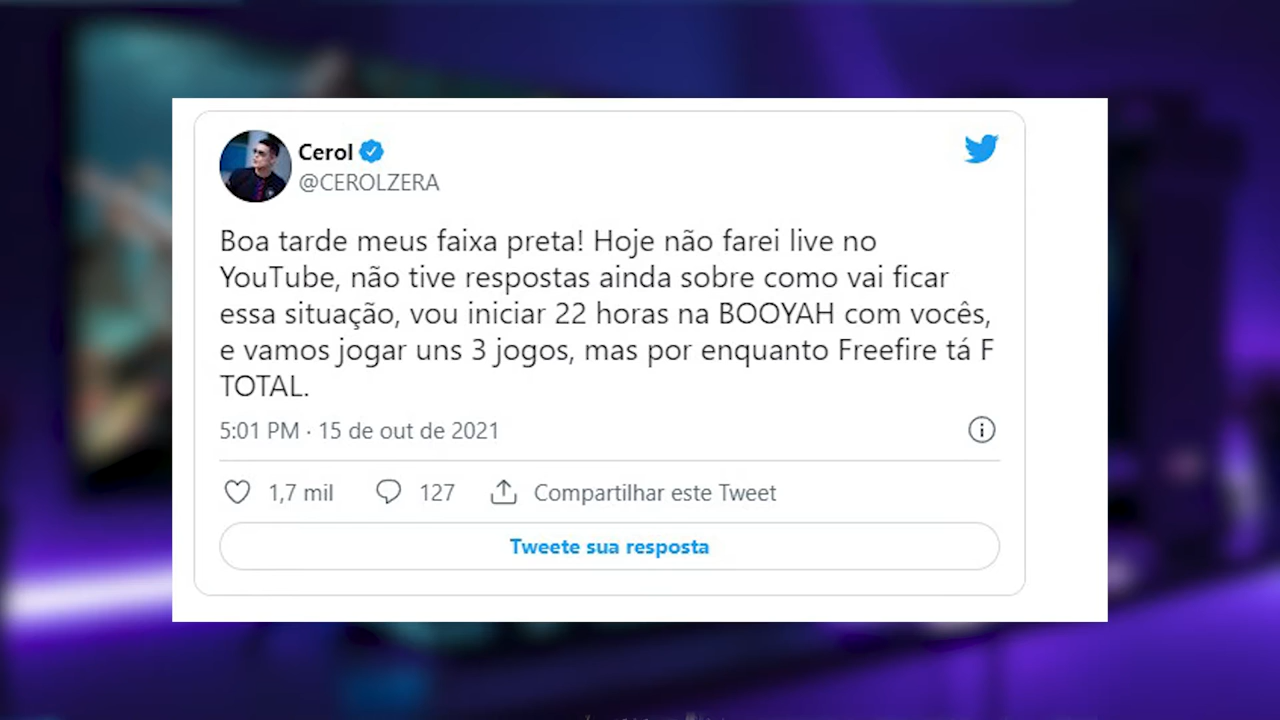 Cerol
@CEROLZERA
Boa tarde meus faixa preta! Hoje não farei live no
YouTube, não tive respostas ainda sobre como vai ficar
essa situação, vou iniciar 22 horas na BOOYAH com vocês,
e vamos jogar uns 3 jogos, mas por enquanto Freefire tá F
TOTAL.
5:01 PM · 15 de out de 2021
1,7 mil 127 Compartilhar este Tweet
Tweete sua resposta